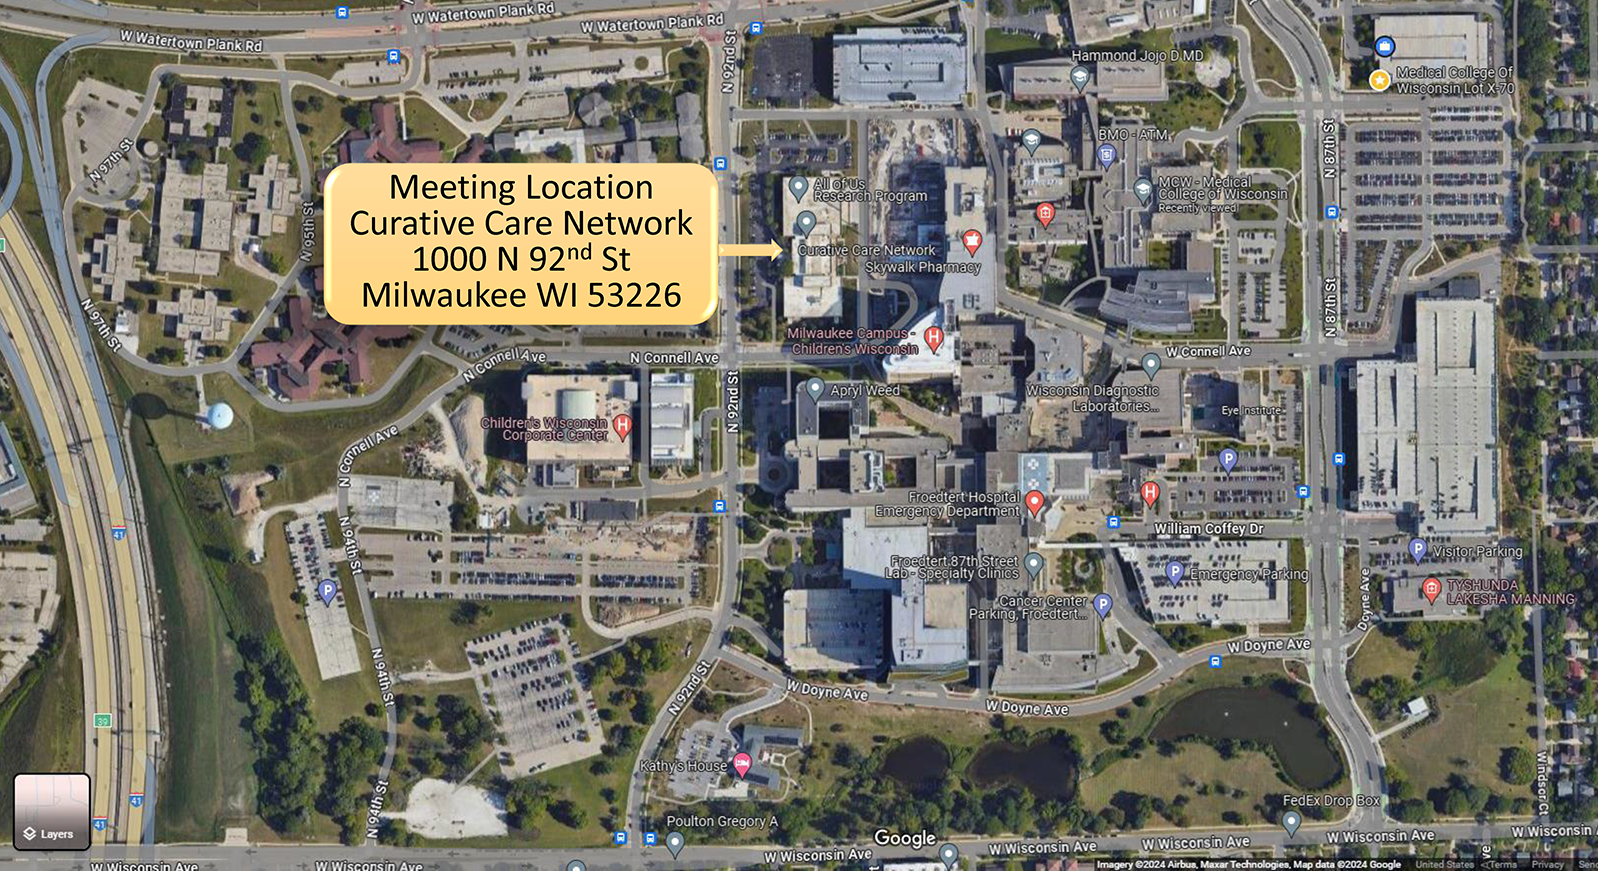 W Watertown Plank Rd
W Watertown Plank Rd
W Watertown Plank Rd
N 92nd St
Hammond Jojo D MD
Medical College Of
Wisconsin Lot X-70
N 97th St
BMO - ATM
N 87th St
Meeting Location
Curative Care Network
1000 N 92nd St
Milwaukee WI 53226
All of Us
Research Program
MCW - Medical
College of Wisconsin
Recently viewed
N 95th St
Curative Care Network
Skywalk Pharmacy
N 97th St
N 87th St
Milwaukee Campus -
Children's Wisconsin
N Connell Ave
N Connell Ave
W Connell Ave
Apryl Weed
Wisconsin Diagnostic
Laboratories...
Eye Institute
N 92nd St
Children's Wisconsin
Corporate Center
N Connell Ave
Froedtert Hospital
Emergency Department
William Coffey Dr
41
N 94th St
Froedtert 87th Street
Lab - Specialty Clinics
Emergency Parking
Visitor Parking
TYSHUNDA
LAKESHA MANNING
Doyne Ave
Cancer Center
Parking, Froedtert...
W Doyne Ave
N 94th St
N 92nd St
W Doyne Ave
W Doyne Ave
39
Kathy's House
Windsor Ct
41
N 94th St
FedEx Drop Box
41
Layers
Poulton Gregory A
Google
W Wisconsin Ave
W Wisconsin Ave
W Wisconsin Ave
W Wisconsin Ave
W Wisconsin Ave
W Wisconsin Ave
W Wisconsin Ave
Imagery ©2024 Airbus, Maxar Technologies, Map data ©2024 Google
United States
Terms
Privacy